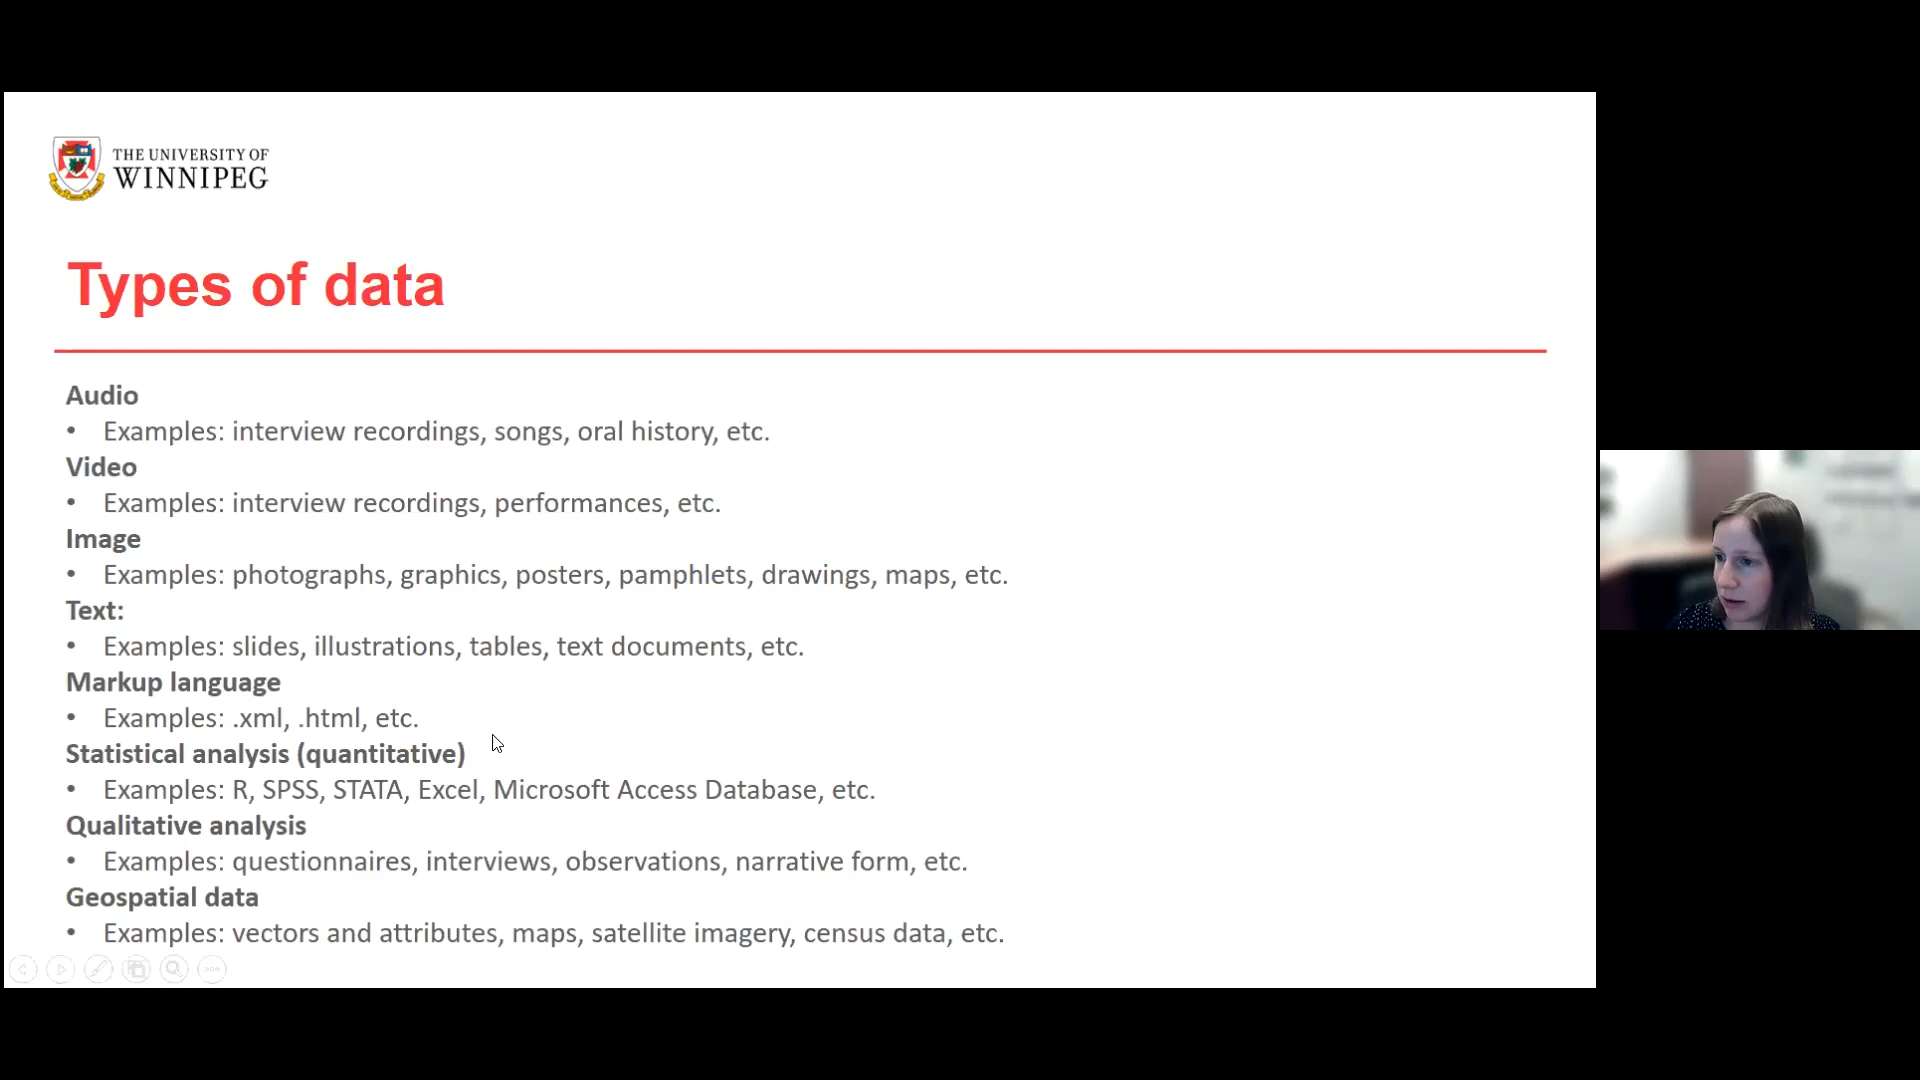 THE UNIVERSITY OF
WINNIPEG
Types of data
Audio
• Examples: interview recordings, songs, oral history, etc.
Video
• Examples: interview recordings, performances, etc.
Image
• Examples: photographs, graphics, posters, pamphlets, drawings, maps, etc.
Text:
• Examples: slides, illustrations, tables, text documents, etc.
Markup language
• Examples: .xml, .html, etc.
Statistical analysis (quantitative)
• Examples: R, SPSS, STATA, Excel, Microsoft Access Database, etc.
Qualitative analysis
• Examples: questionnaires, interviews, observations, narrative form, etc.
Geospatial data
• Examples: vectors and attributes, maps, satellite imagery, census data, etc.